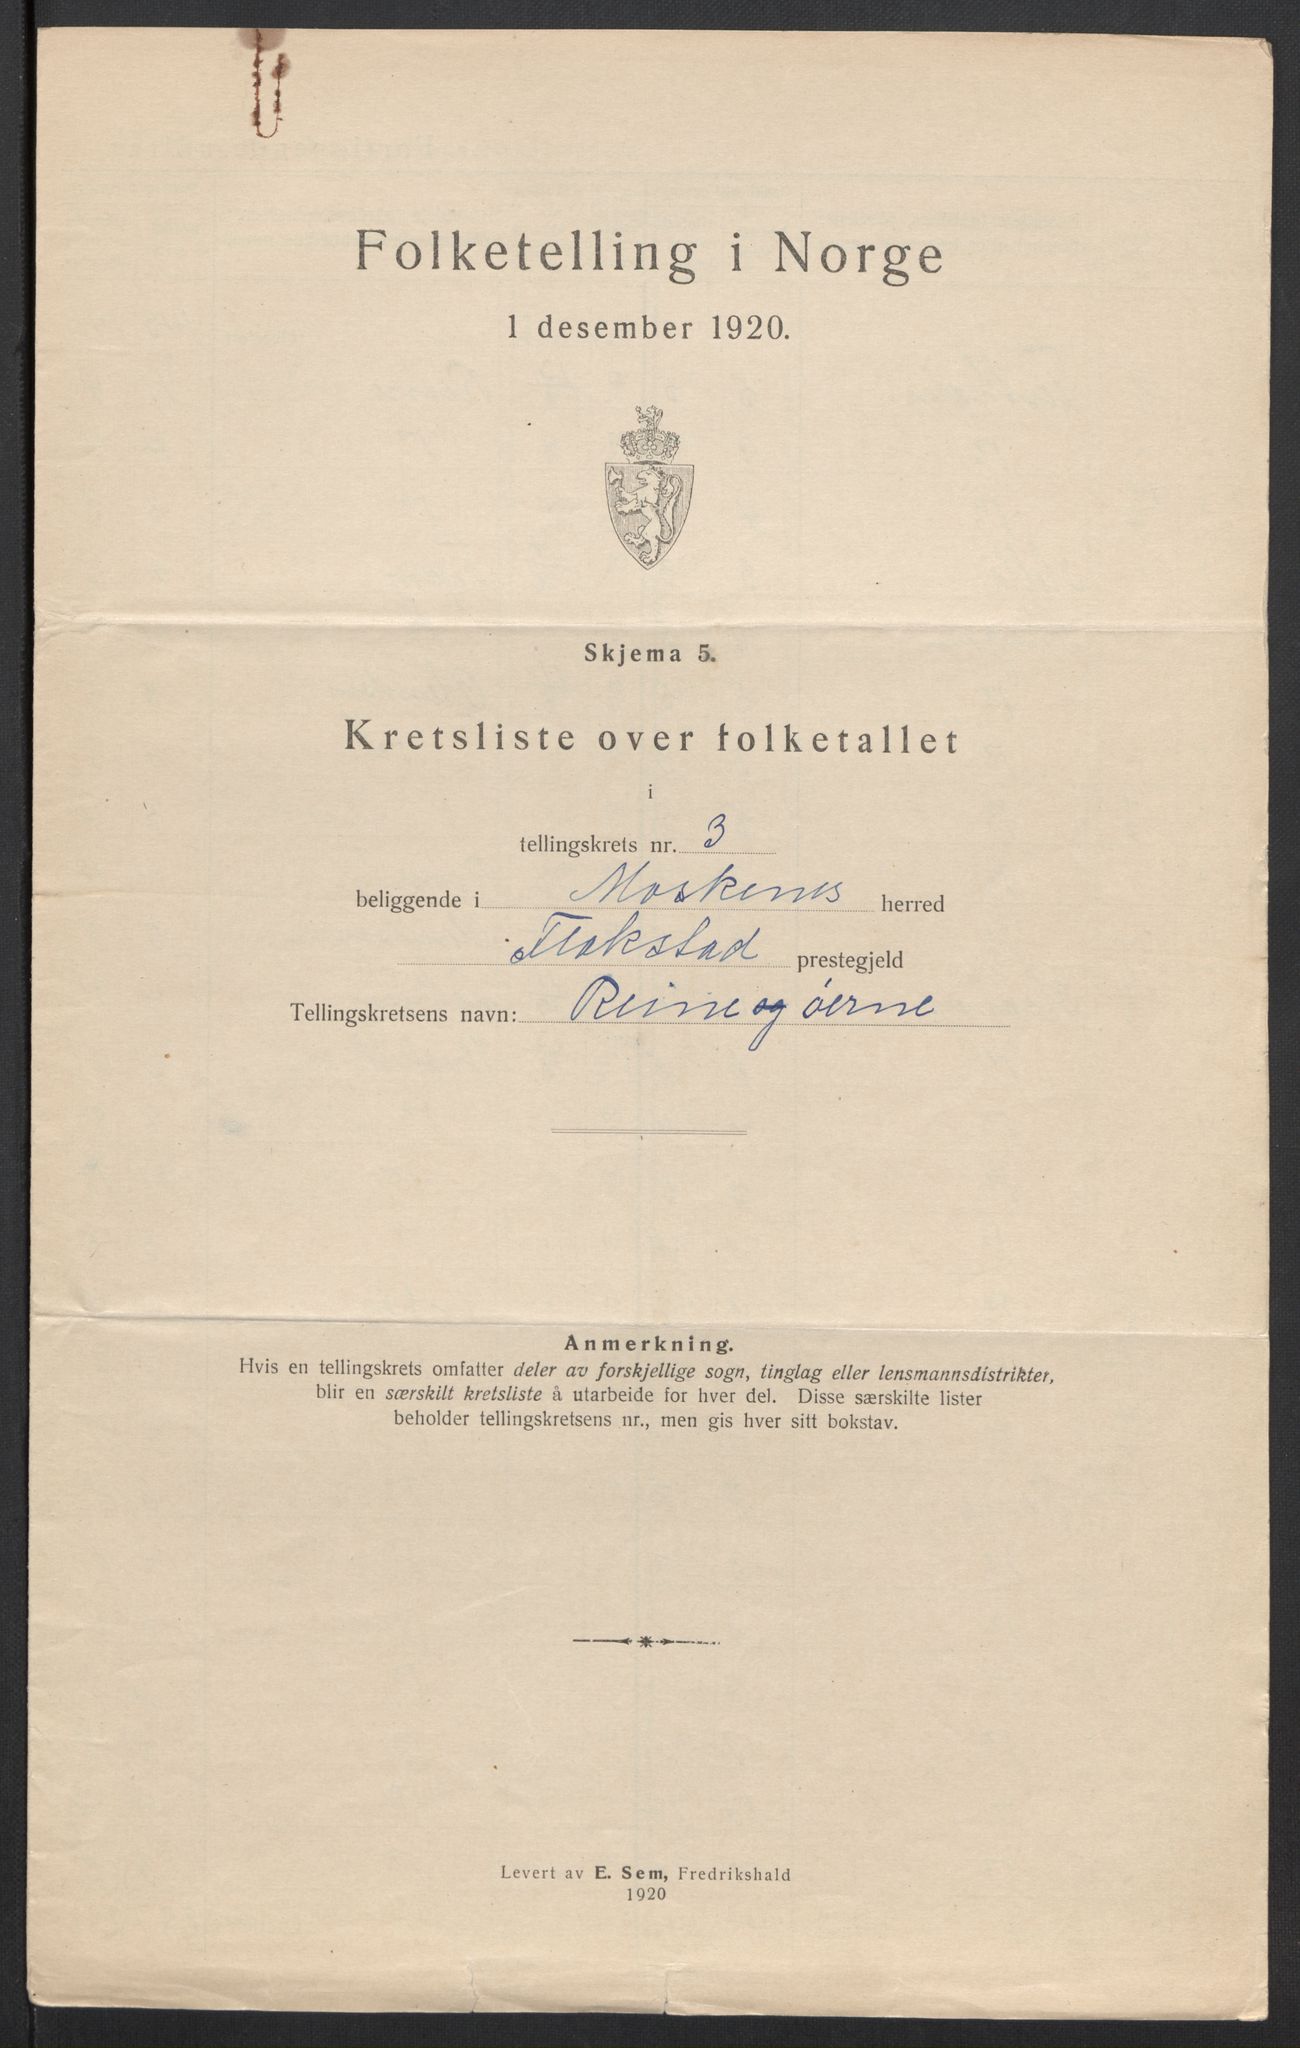 Folketelling i Norge
1 desember 1920.
Skjema 5.
Kretsliste over folketallet
i
tellingskrets nr. 3
beliggende i Moskenes herred
Flakstad prestegjeld
Tellingskretsens navn: Reine og öerne
Anmerkning.
Hvis en tellingskrets omfatter deler av forskjellige sogn, tinglag eller lensmannsdistrikter,
blir en særskilt kretsliste å utarbeide for hver del. Disse særskilte lister
beholder tellingskretsens nr., men gis hver sitt bokstav.
Levert av E. Sem, Fredrikshald
1920